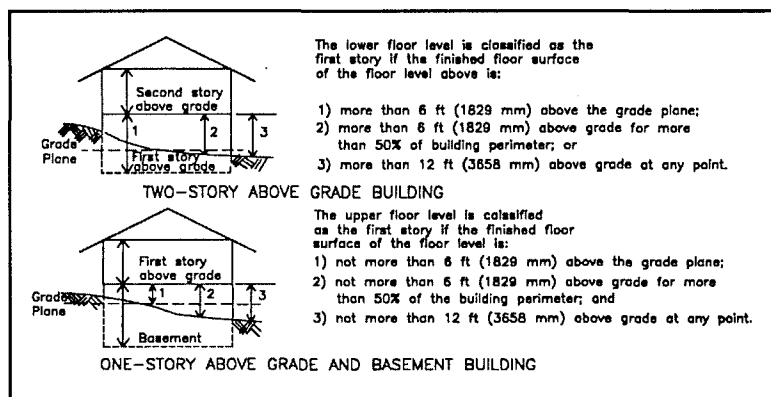 The lower floor level is classified as the
first story if the finished floor surface
of the floor level above is:
1) more than 6 ft (1829 mm) above the grade plane;
2) more than 6 ft (1829 mm) above grade for more
than 50% of building perimeter; or
3) more than 12 ft (3658 mm) above grade at any point.
Second story
above grade
1
2
3
Grade
Plane
First story
above grade
TWO-STORY ABOVE GRADE BUILDING
The upper floor level is calssified
as the first story if the finished floor
surface of the floor level is:
1) not more than 6 ft (1829 mm) above the grade plane;
2) not more than 6 ft (1829 mm) above grade for more
than 50% of the building perimeter; and
3) not more than 12 ft (3658 mm) above grade at any point.
First story
above grade
1
2
3
Grade
Plane
Basement
ONE-STORY ABOVE GRADE AND BASEMENT BUILDING